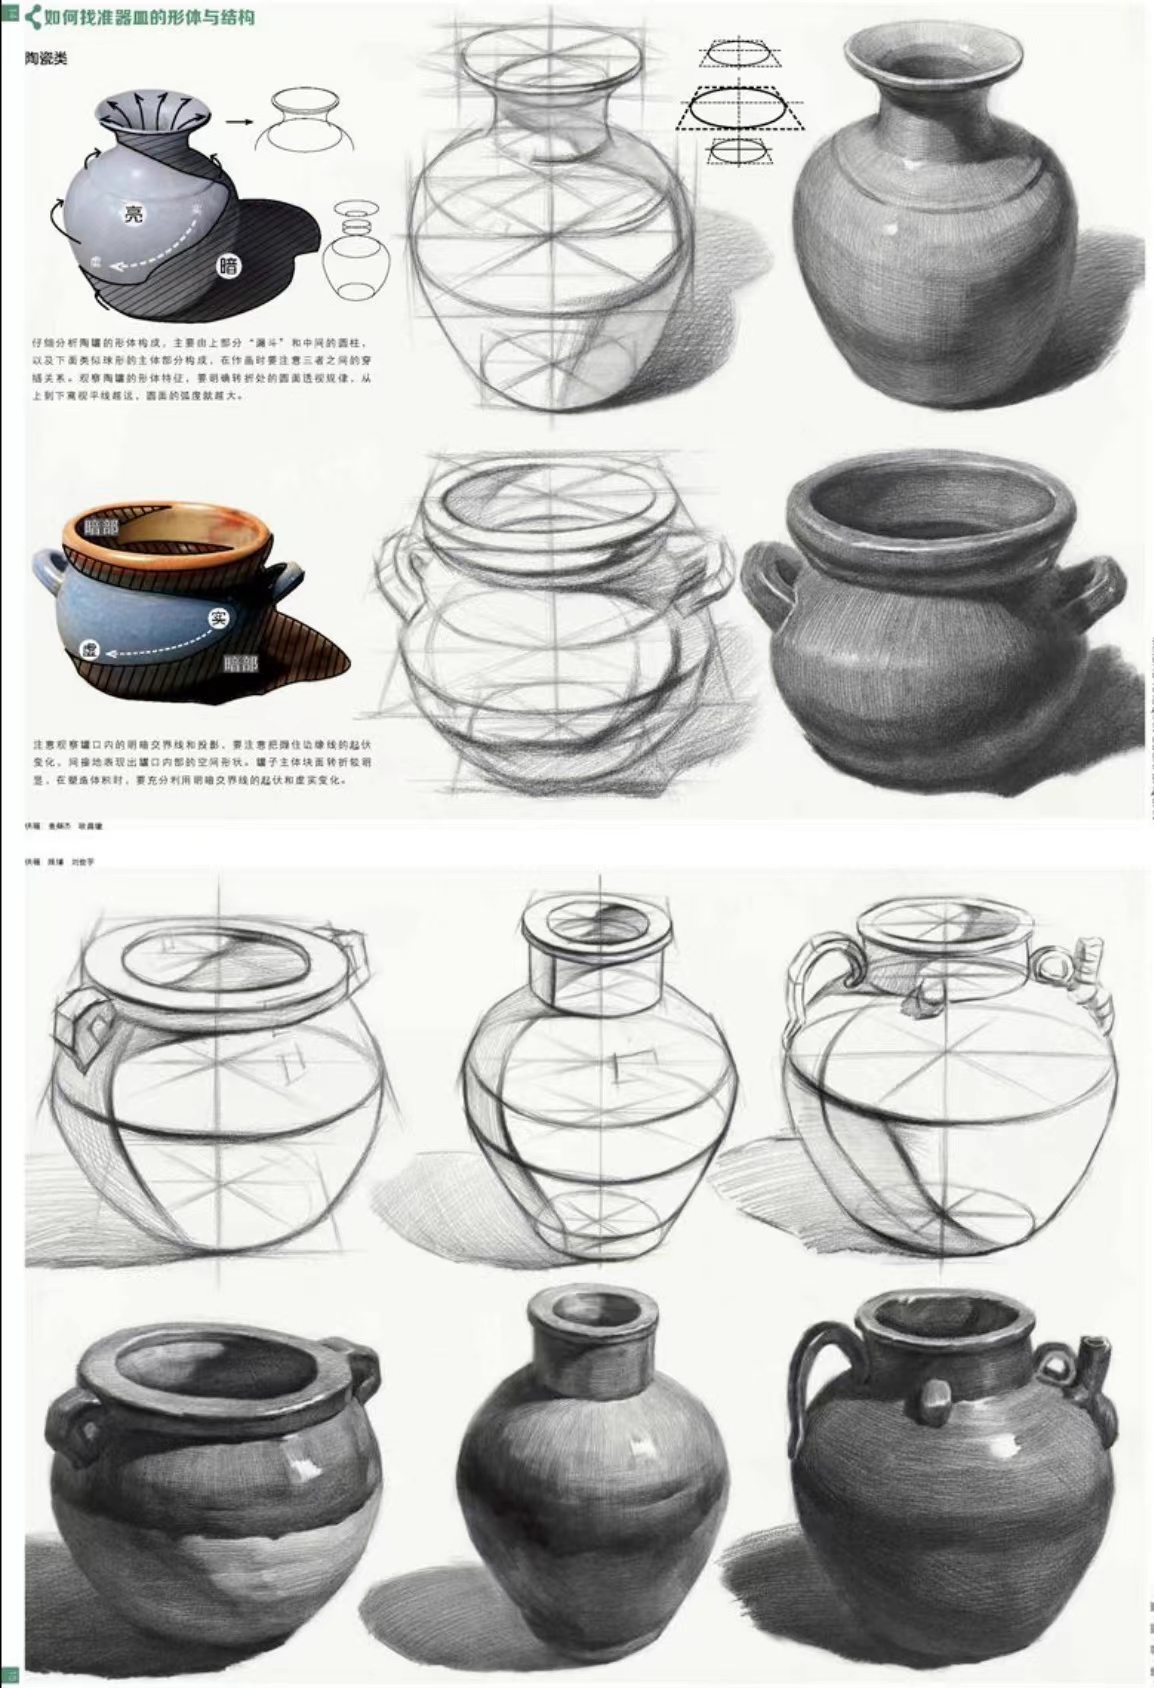 如何找准器皿的形体与结构
陶瓷类
亮
实
虚
暗
仔细分析陶罐的形体构成，主要由上部分“漏斗”和中间的圆柱，
以及下面类似球形的主体部分构成，在作画时要注意三者之间的穿
插关系。观察陶罐的形体特征，要明确转折处的圆面透视规律，从
上到下离视平线越远，圆面的弧度就越大。
暗部
实
虚
暗部
注意观察罐口内的明暗交界线和投影，要注意把握住边缘线的起伏
变化，间接地表现出罐口内部的空间形状。罐子主体块面转折较明
显，在塑造体积时，要充分利用明暗交界线的起伏和虚实变化。
供稿
供稿